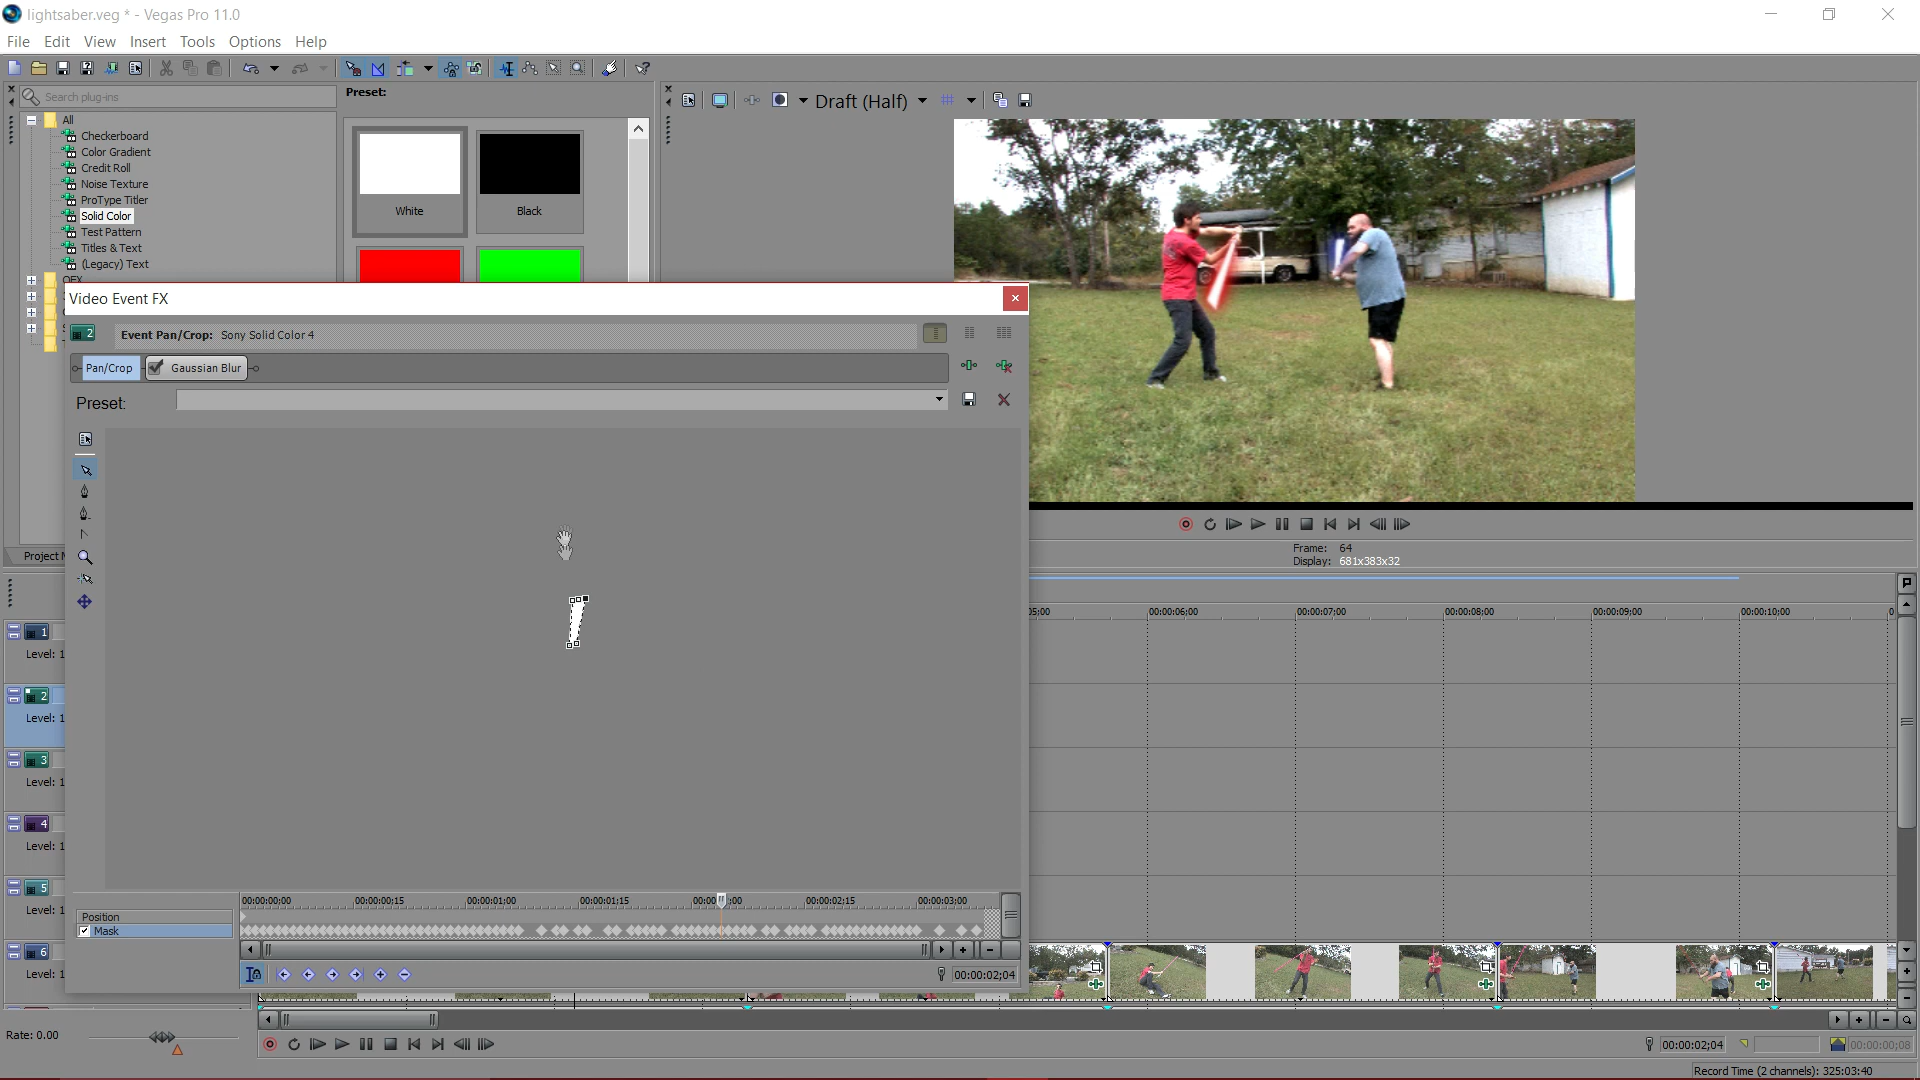 lightsaber.veg * - Vegas Pro 11.0
File Edit View Insert Tools Options Help
Search plug-ins
Preset:
Draft (Half)
All
Checkerboard
Color Gradient
Credit Roll
Noise Texture
ProType Titler
Solid Color
Test Pattern
Titles & Text
(Legacy) Text
White
Black
Video Event FX
2
Event Pan/Crop: Sony Solid Color 4
Pan/Crop
Gaussian Blur
Preset:
Frame: 64
Display: 681x383x32
00:00:06;00
00:00:07;00
00:00:08;00
00:00:09;00
00:00:10;00
1
Level: 1
2
Level: 1
3
Level: 1
4
Level: 1
5
Level: 1
6
Level: 1
00:00:00;00
00:00:00;15
00:00:01;00
00:00:01;15
00:00:02;15
00:00:03;00
Position
Mask
00:00:02;04
Rate: 0.00
00:00:02;04
00:00:00;08
Record Time (2 channels): 325:03:40